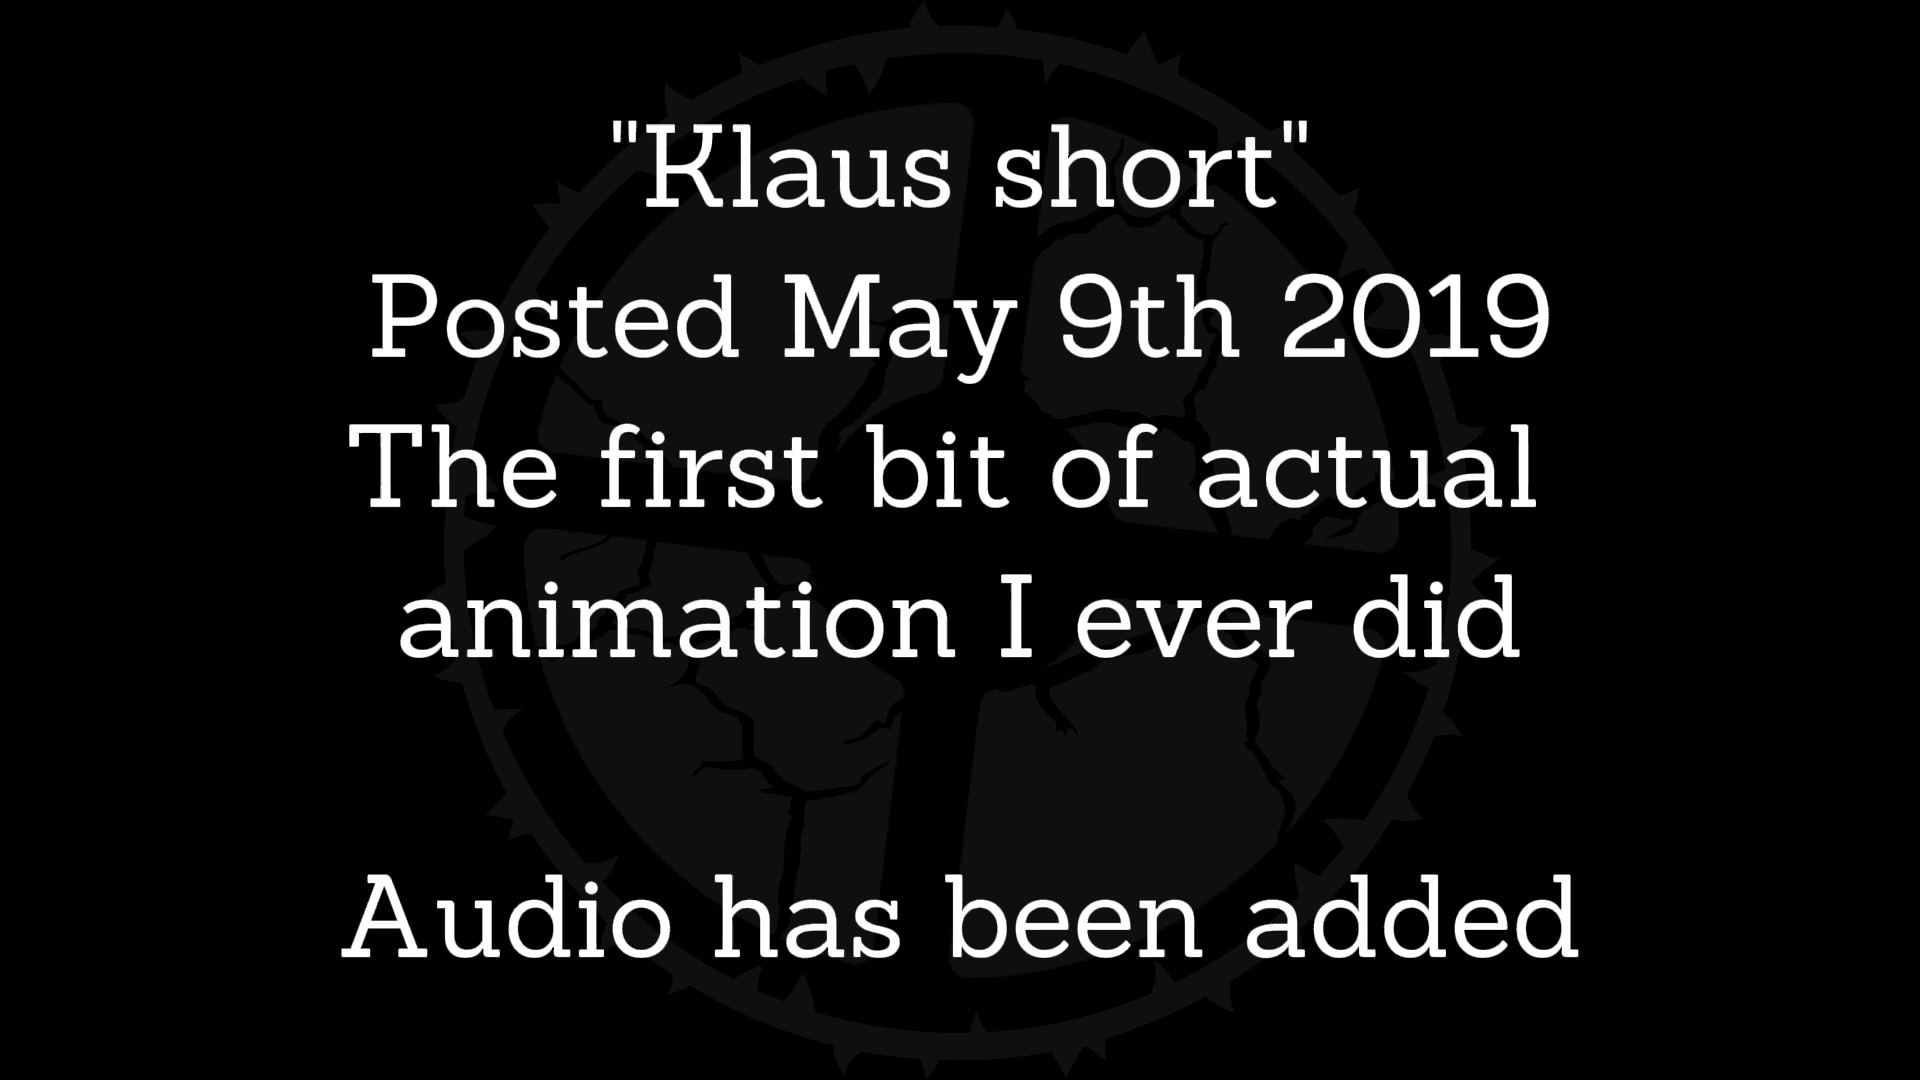 "Klaus short"
Posted May 9th 2019
The first bit of actual
animation I ever did
Audio has been added